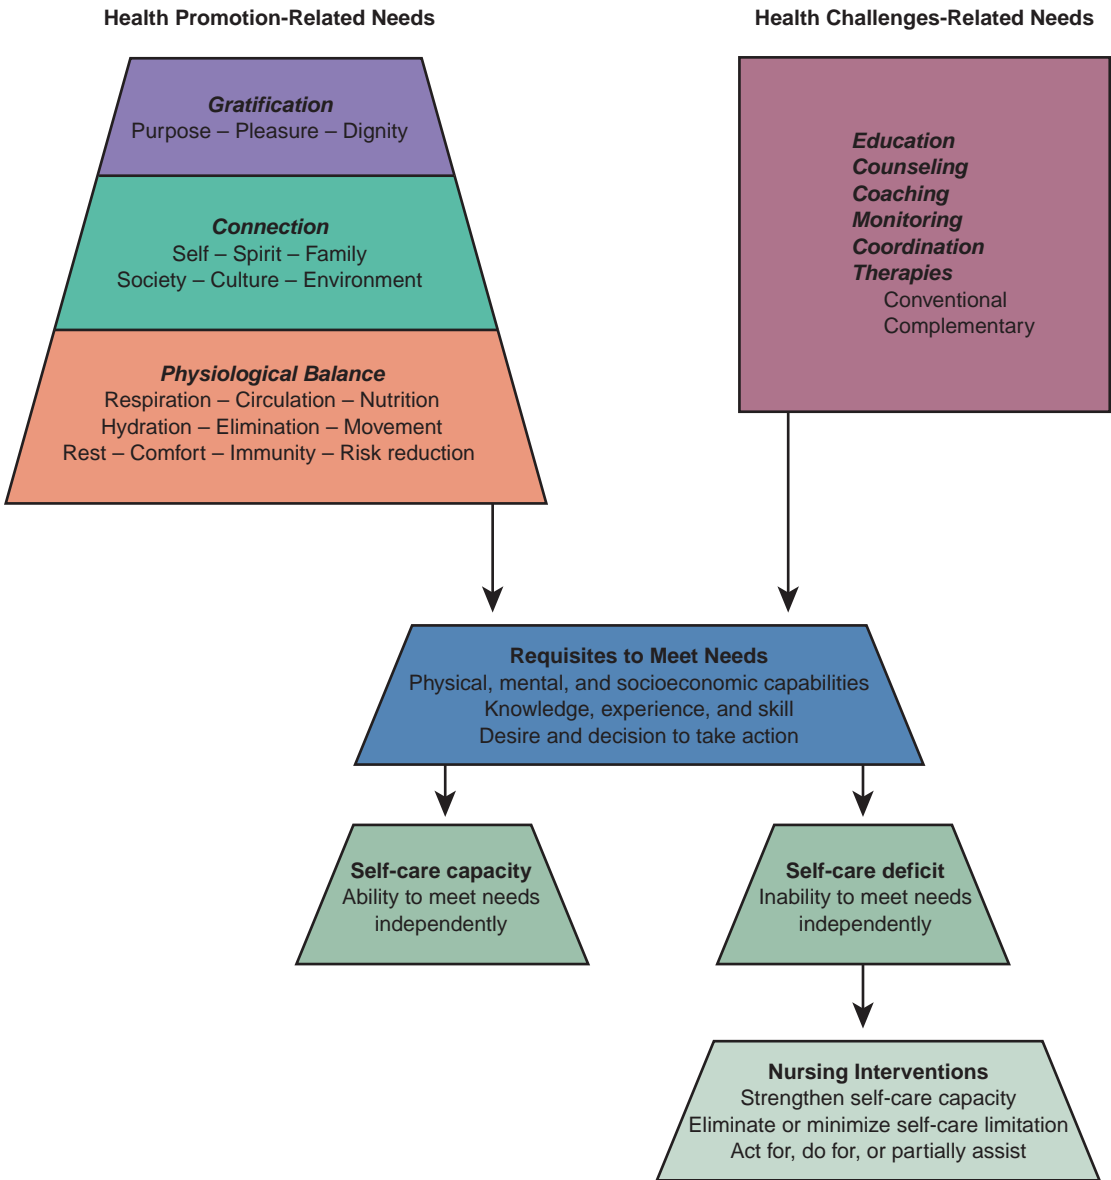 Health Promotion-Related Needs
Health Challenges-Related Needs
Gratification
Purpose – Pleasure – Dignity
Connection
Self – Spirit – Family
Society – Culture – Environment
Physiological Balance
Respiration – Circulation – Nutrition
Hydration – Elimination – Movement
Rest – Comfort – Immunity – Risk reduction
Education
Counseling
Coaching
Monitoring
Coordination
Therapies
Conventional
Complementary
Requisites to Meet Needs
Physical, mental, and socioeconomic capabilities
Knowledge, experience, and skill
Desire and decision to take action
Self-care capacity
Ability to meet needs
independently
Self-care deficit
Inability to meet needs
independently
Nursing Interventions
Strengthen self-care capacity
Eliminate or minimize self-care limitation
Act for, do for, or partially assist